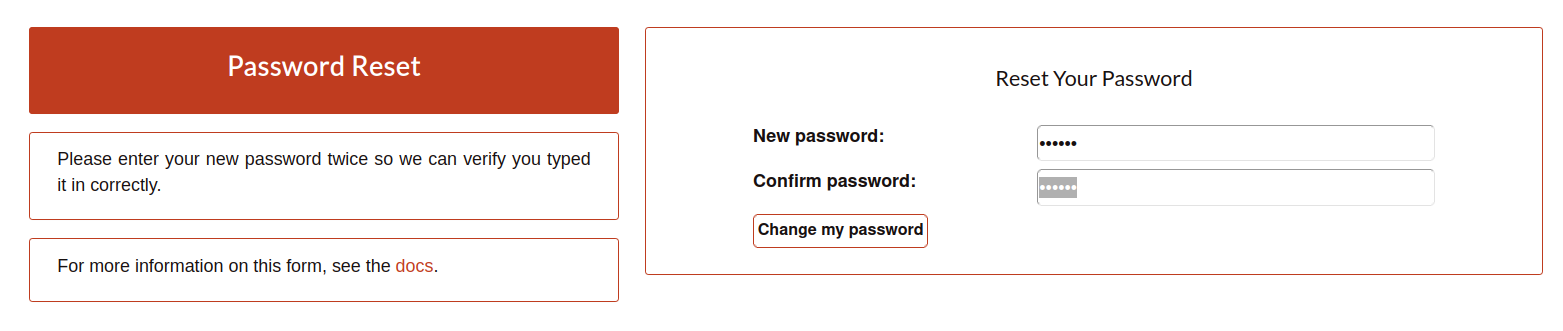 Password Reset
Please enter your new password twice so we can verify you typed
it in correctly.
For more information on this form, see the docs.
Reset Your Password
New password: ••••••
Confirm password: ••••••
Change my password